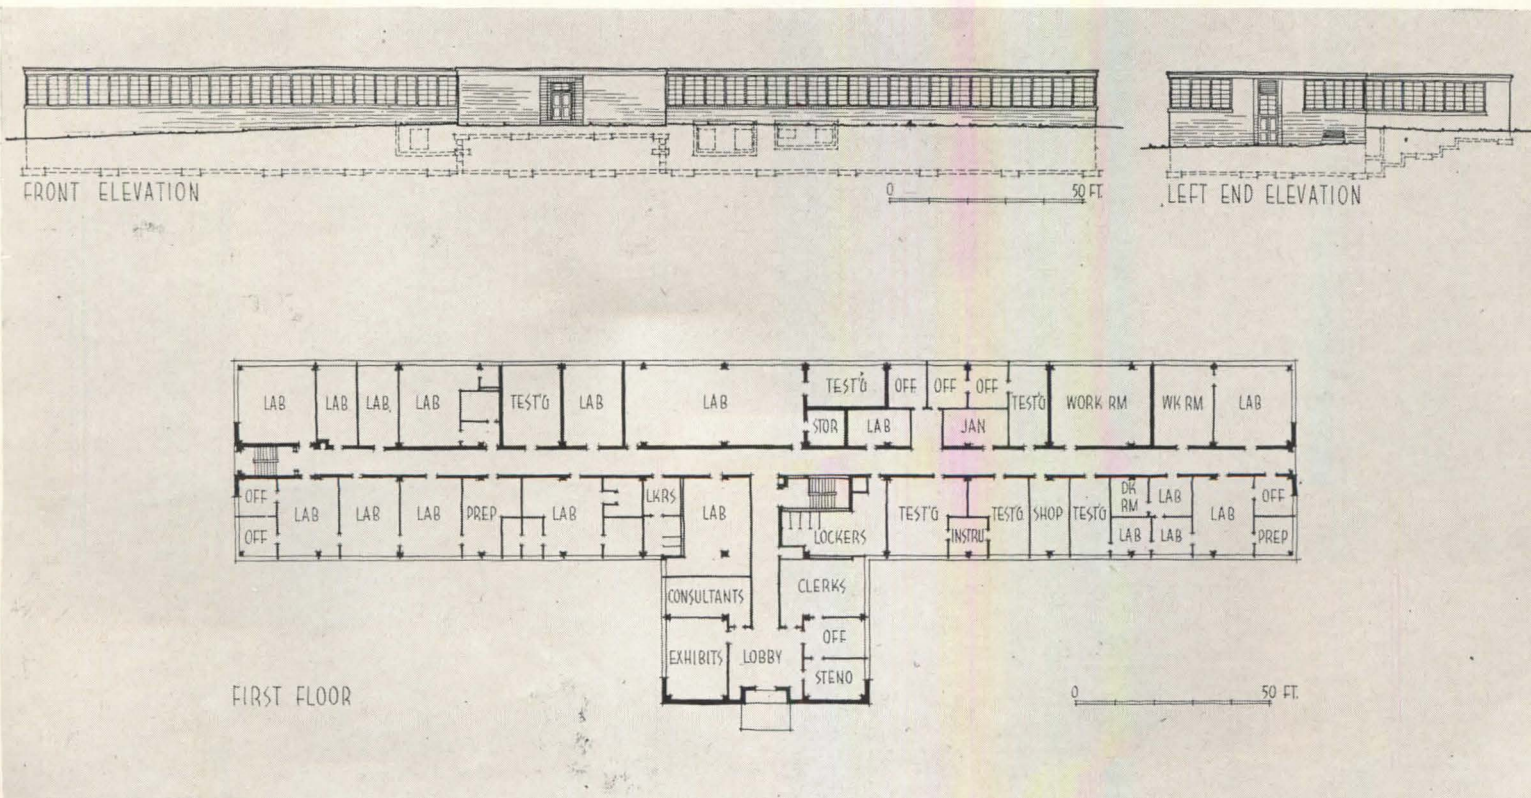 FRONT ELEVATION
0 50 FT.
LEFT END ELEVATION
LAB LAB LAB LAB TEST'G LAB LAB TEST'G OFF OFF OFF TEST'G WORK RM WK RM LAB
STOR LAB JAN
OFF LAB LAB LAB PREP LAB LKRS LAB LOCKERS TEST'G INSTRU TEST'G SHOP TEST'G DK RM LAB LAB OFF
OFF LAB LAB PREP
CONSULTANTS CLERKS
OFF
EXHIBITS LOBBY
STENO
FIRST FLOOR
0 50 FT.